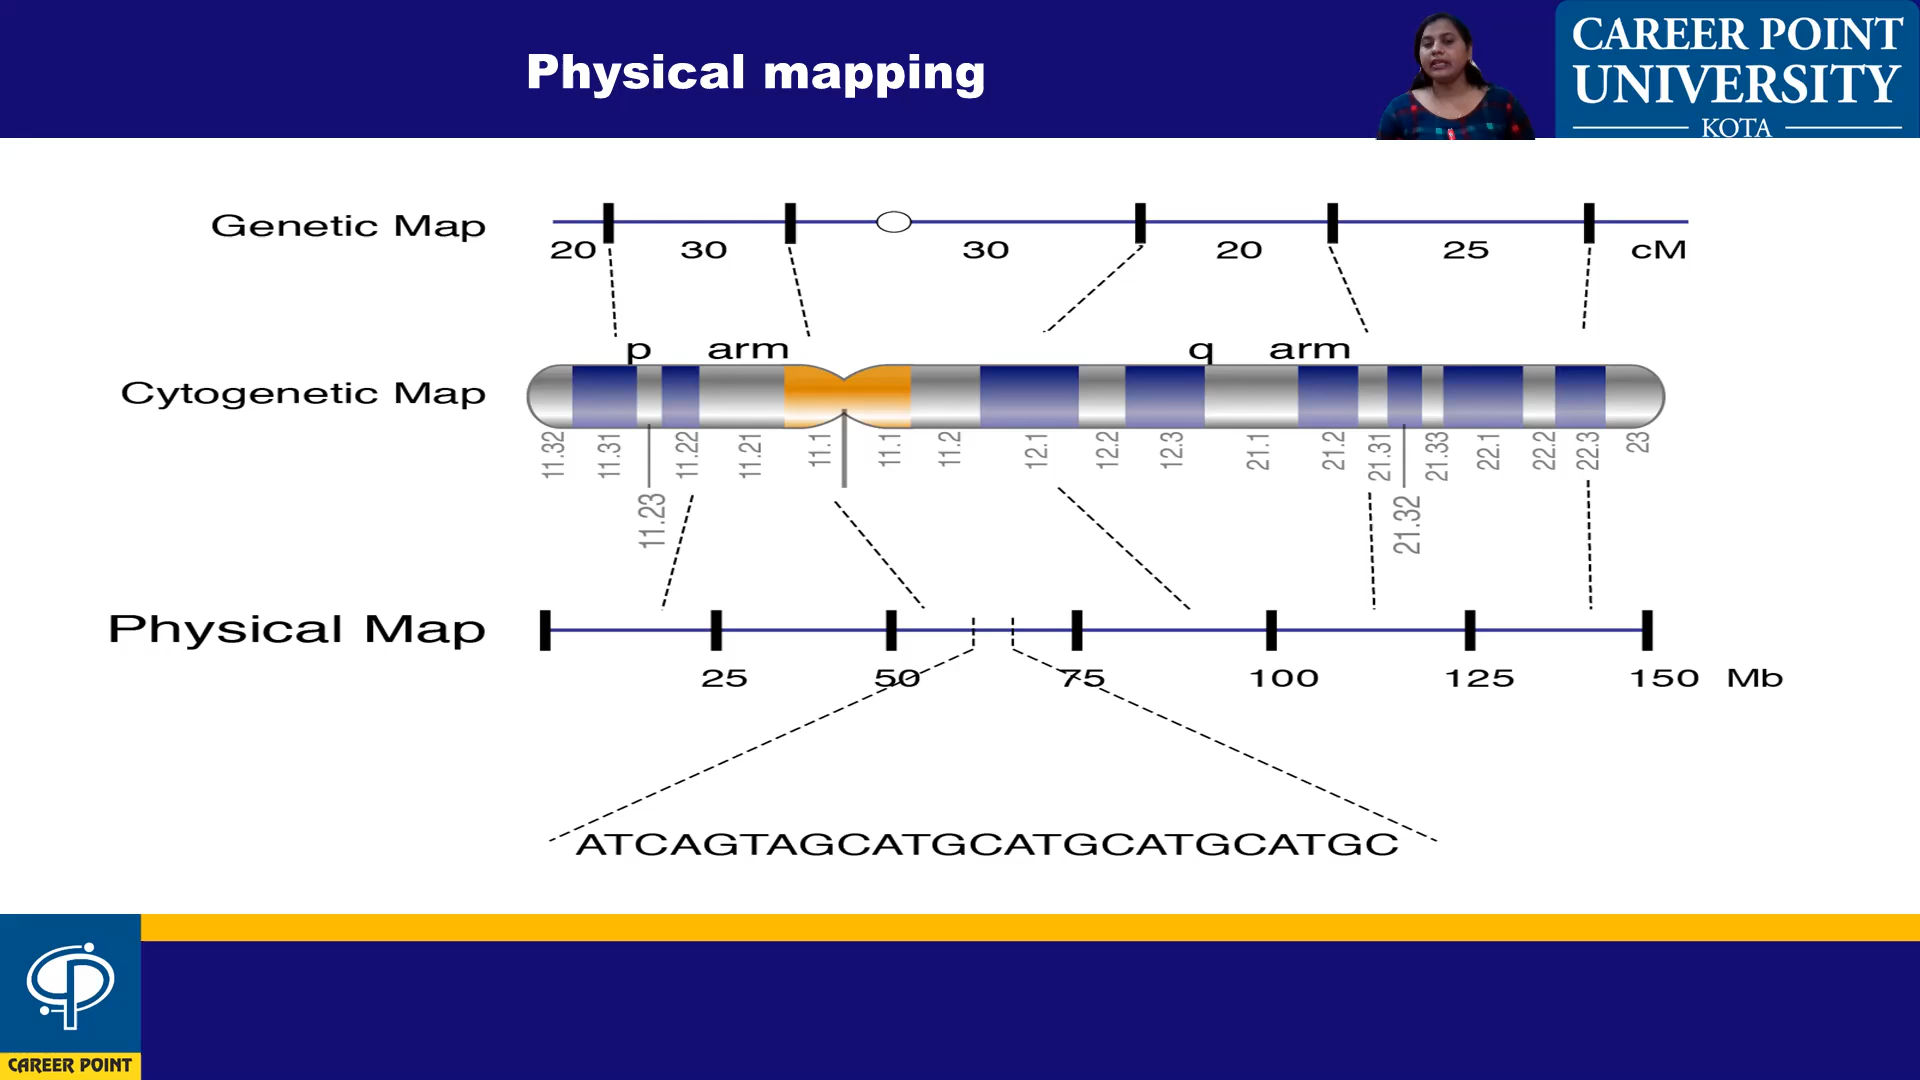 Physical mapping
CAREER POINT
UNIVERSITY
KOTA
Genetic Map
20 30 30 20 25 cM
p arm q arm
Cytogenetic Map
11.32 11.31 11.22 11.21 11.1 11.1 11.2 12.1 12.2 12.3 21.1 21.2 21.31 21.33 22.1 22.2 22.3 23
11.23 21.32
Physical Map
25 50 75 100 125 150 Mb
ATCAGTAGCATGCATGCATGCATGC
CAREER POINT